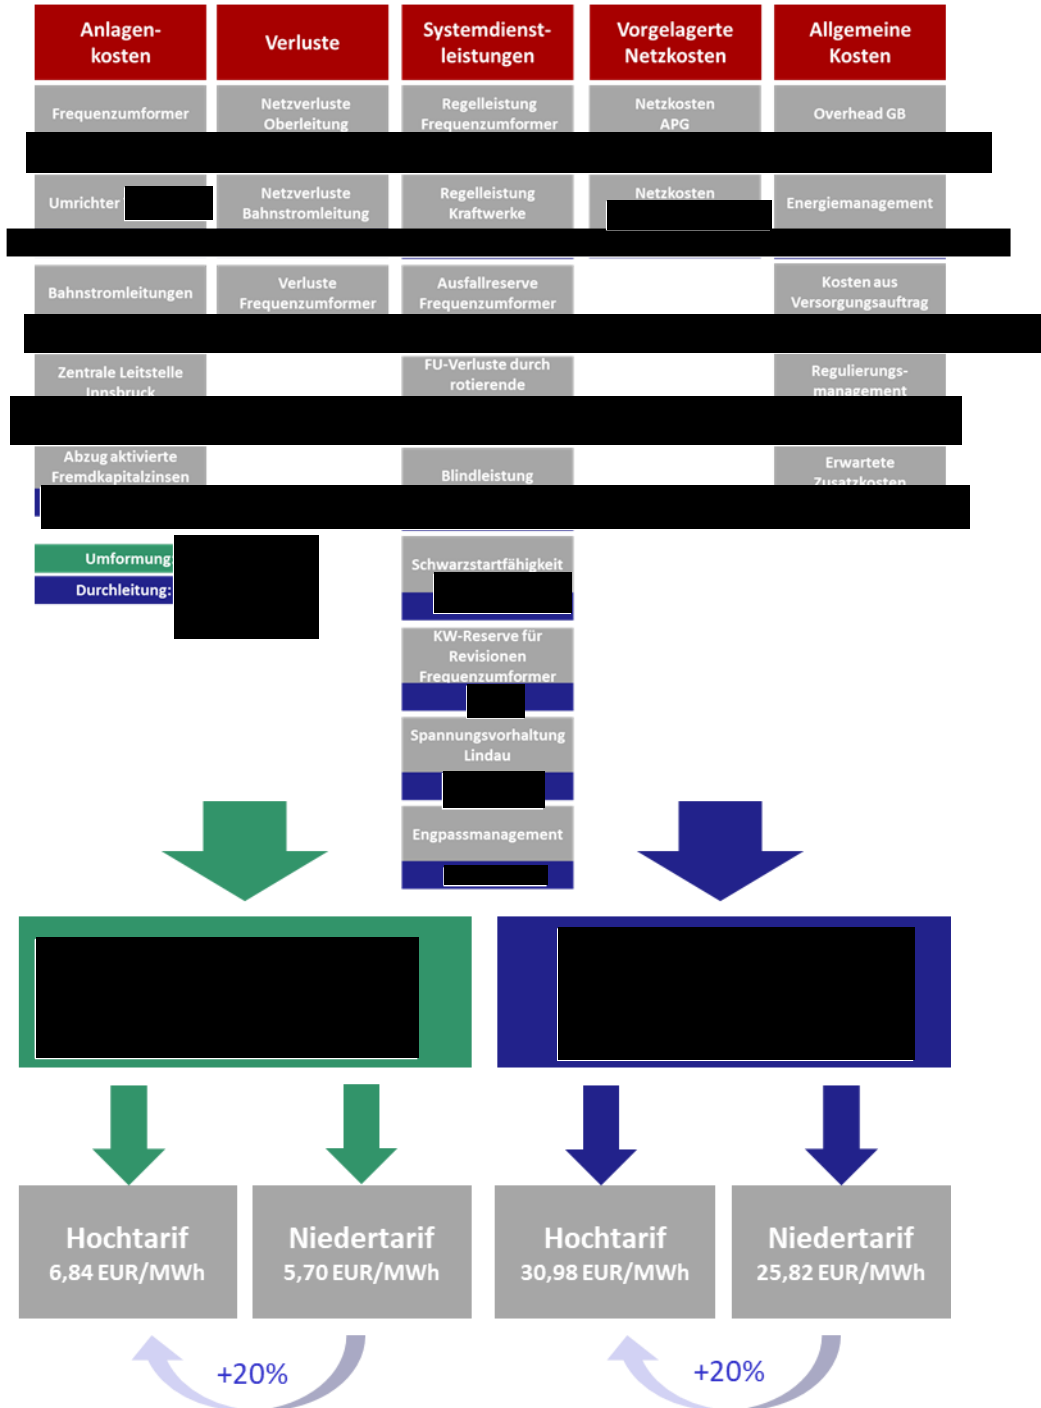 Anlagen-
kosten
Verluste
Systemdienst-
leistungen
Vorgelagerte
Netzkosten
Allgemeine
Kosten
Frequenzumformer
Netzverluste
Oberleitung
Regelleistung
Frequenzumformer
Netzkosten
APG
Overhead GB
Umrichter
Netzverluste
Bahnstromleitung
Regelleistung
Kraftwerke
Netzkosten
Energiemanagement
Bahnstromleitungen
Verluste
Frequenzumformer
Ausfallreserve
Frequenzumformer
Kosten aus
Versorgungsauftrag
Zentrale Leitstelle
Innsbruck
FU-Verluste durch
rotierende
Regulierungs-
management
Abzug aktivierte
Fremdkapitalzinsen
Blindleistung
Erwartete
Zusatzkosten
Umformung:
Durchleitung:
Schwarzstartfähigkeit
KW-Reserve für
Revisionen
Frequenzumformer
Spannungsvorhaltung
Lindau
Engpassmanagement
Hochtarif
6,84 EUR/MWh
Niedertarif
5,70 EUR/MWh
Hochtarif
30,98 EUR/MWh
Niedertarif
25,82 EUR/MWh
+20%
+20%